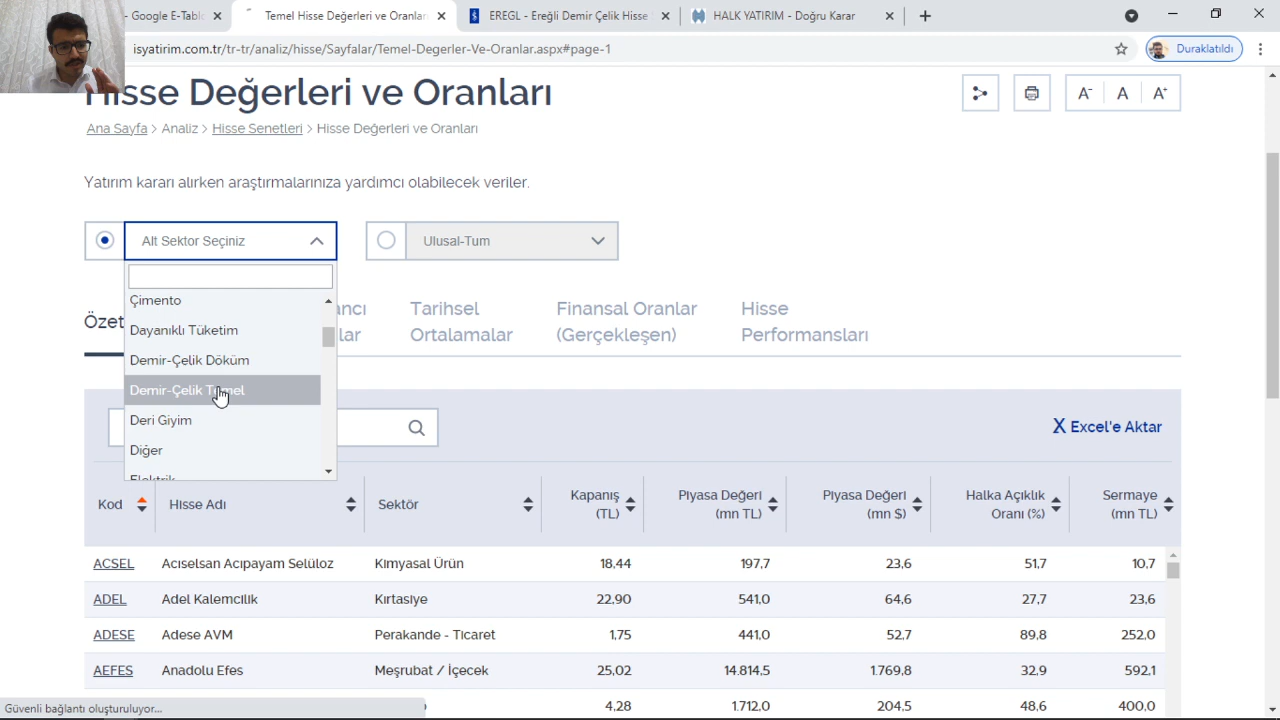 - Google E-Tabl
Temel Hisse Değerleri ve Oranları
EREGL - Ereğli Demir Çelik Hisse
HALK YATIRIM - Doğru Karar
isyatirim.com.tr/tr-tr/analiz/hisse/Sayfalar/Temel-Degerler-Ve-Oranlar.aspx#page-1
Duraklatıldı
Hisse Değerleri ve Oranları
A- A A+
Ana Sayfa > Analiz > Hisse Senetleri > Hisse Değerleri ve Oranları
Yatırım kararı alırken araştırmalarınıza yardımcı olabilecek veriler.
Alt Sektor Seçiniz
Ulusal-Tum
Çimento
Dayanıklı Tüketim
Demir-Çelik Döküm
Demir-Çelik Temel
Deri Giyim
Diğer
Elektrik
Özet
ancı
lar
Tarihsel
Ortalamalar
Finansal Oranlar
(Gerçekleşen)
Hisse
Performansları
X Excel'e Aktar
Kod Hisse Adı Sektör Kapanış (TL) Piyasa Değeri (mn TL) Piyasa Değeri (mn $) Halka Açıklık Oranı (%) Sermaye (mn TL)
ACSEL Acıselsan Acıpayam Selüloz Kimyasal Ürün 18,44 197,7 23,6 51,7 10,7
ADEL Adel Kalemcilik Kırtasiye 22,90 541,0 64,6 27,7 23,6
ADESE Adese AVM Perakande - Ticaret 1,75 441,0 52,7 89,8 252,0
AEFES Anadolu Efes Meşrubat / İçecek 25,02 14.814,5 1.769,8 32,9 592,1
4,28 1.712,0 204,5 48,6 400,0
Güvenli bağlantı oluşturuluyor...